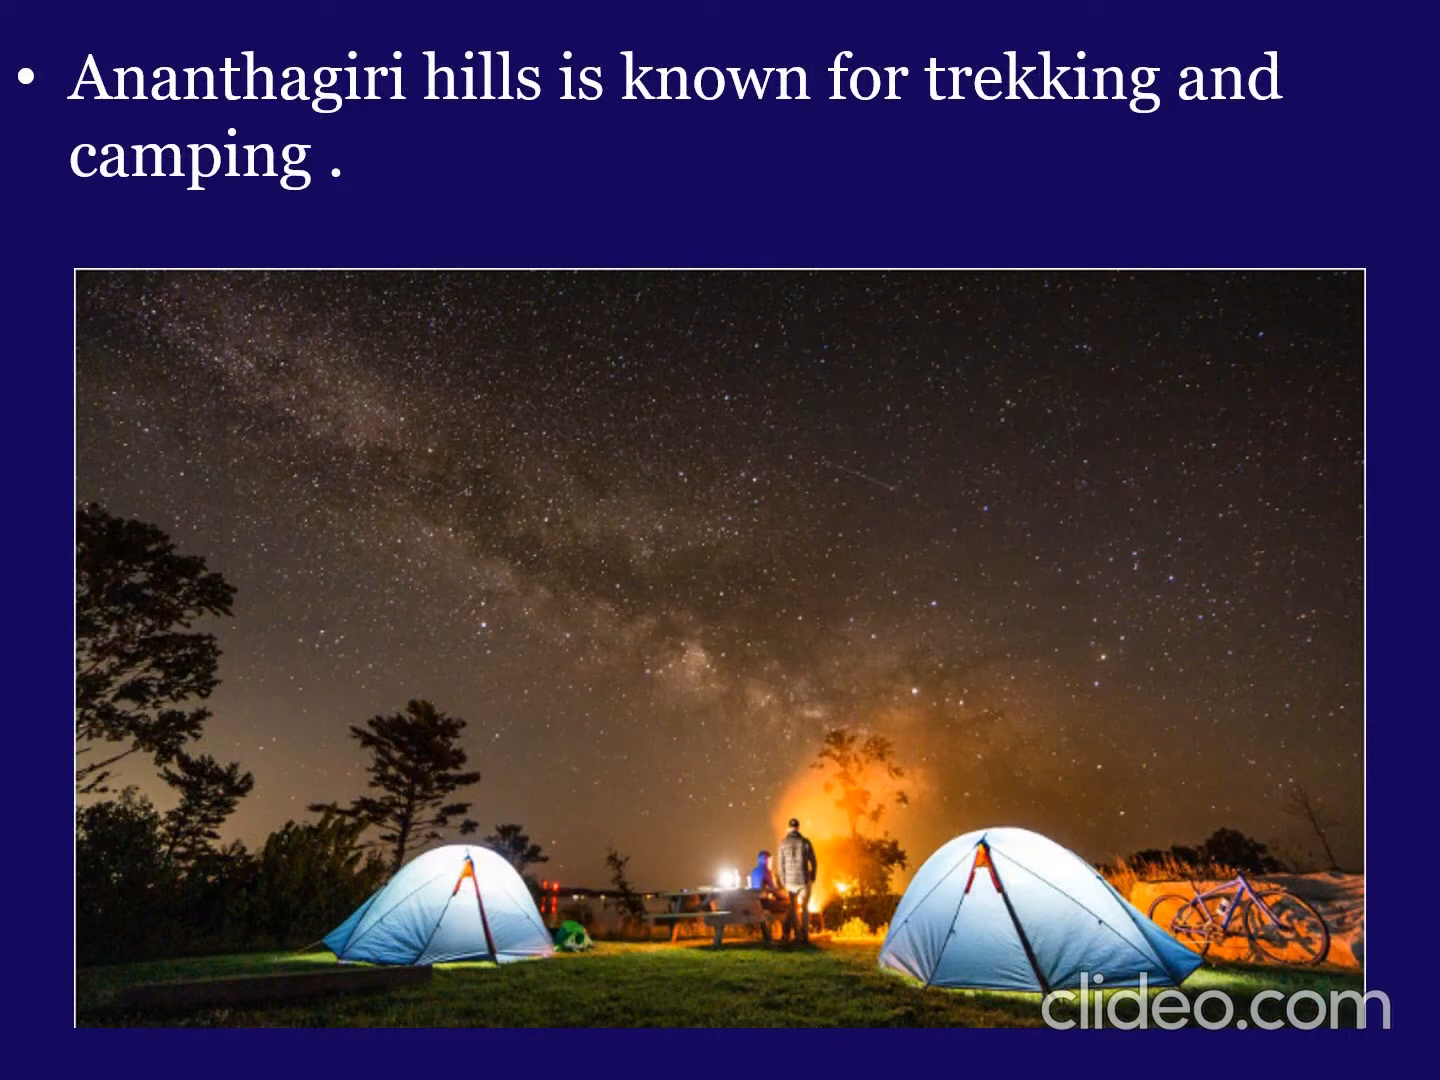 • Ananthagiri hills is known for trekking and
camping .
clideo.com